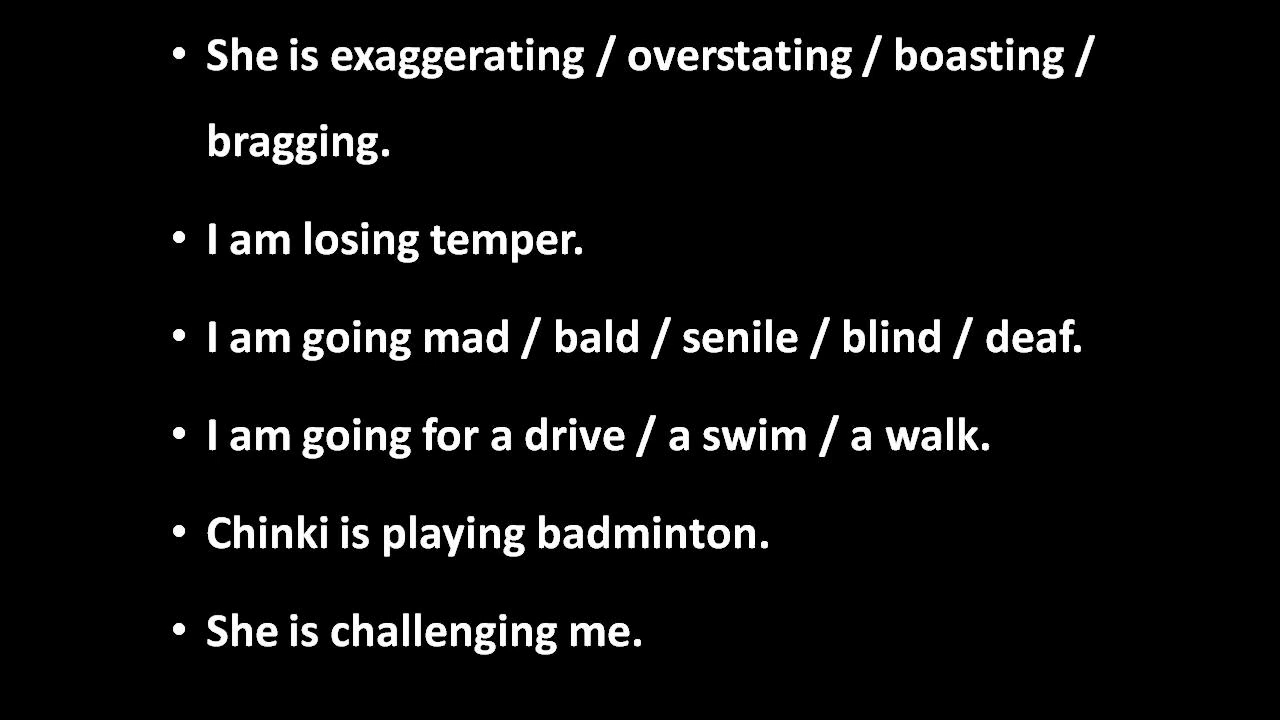 • She is exaggerating / overstating / boasting /
bragging.
• I am losing temper.
• I am going mad / bald / senile / blind / deaf.
• I am going for a drive / a swim / a walk.
• Chinki is playing badminton.
• She is challenging me.